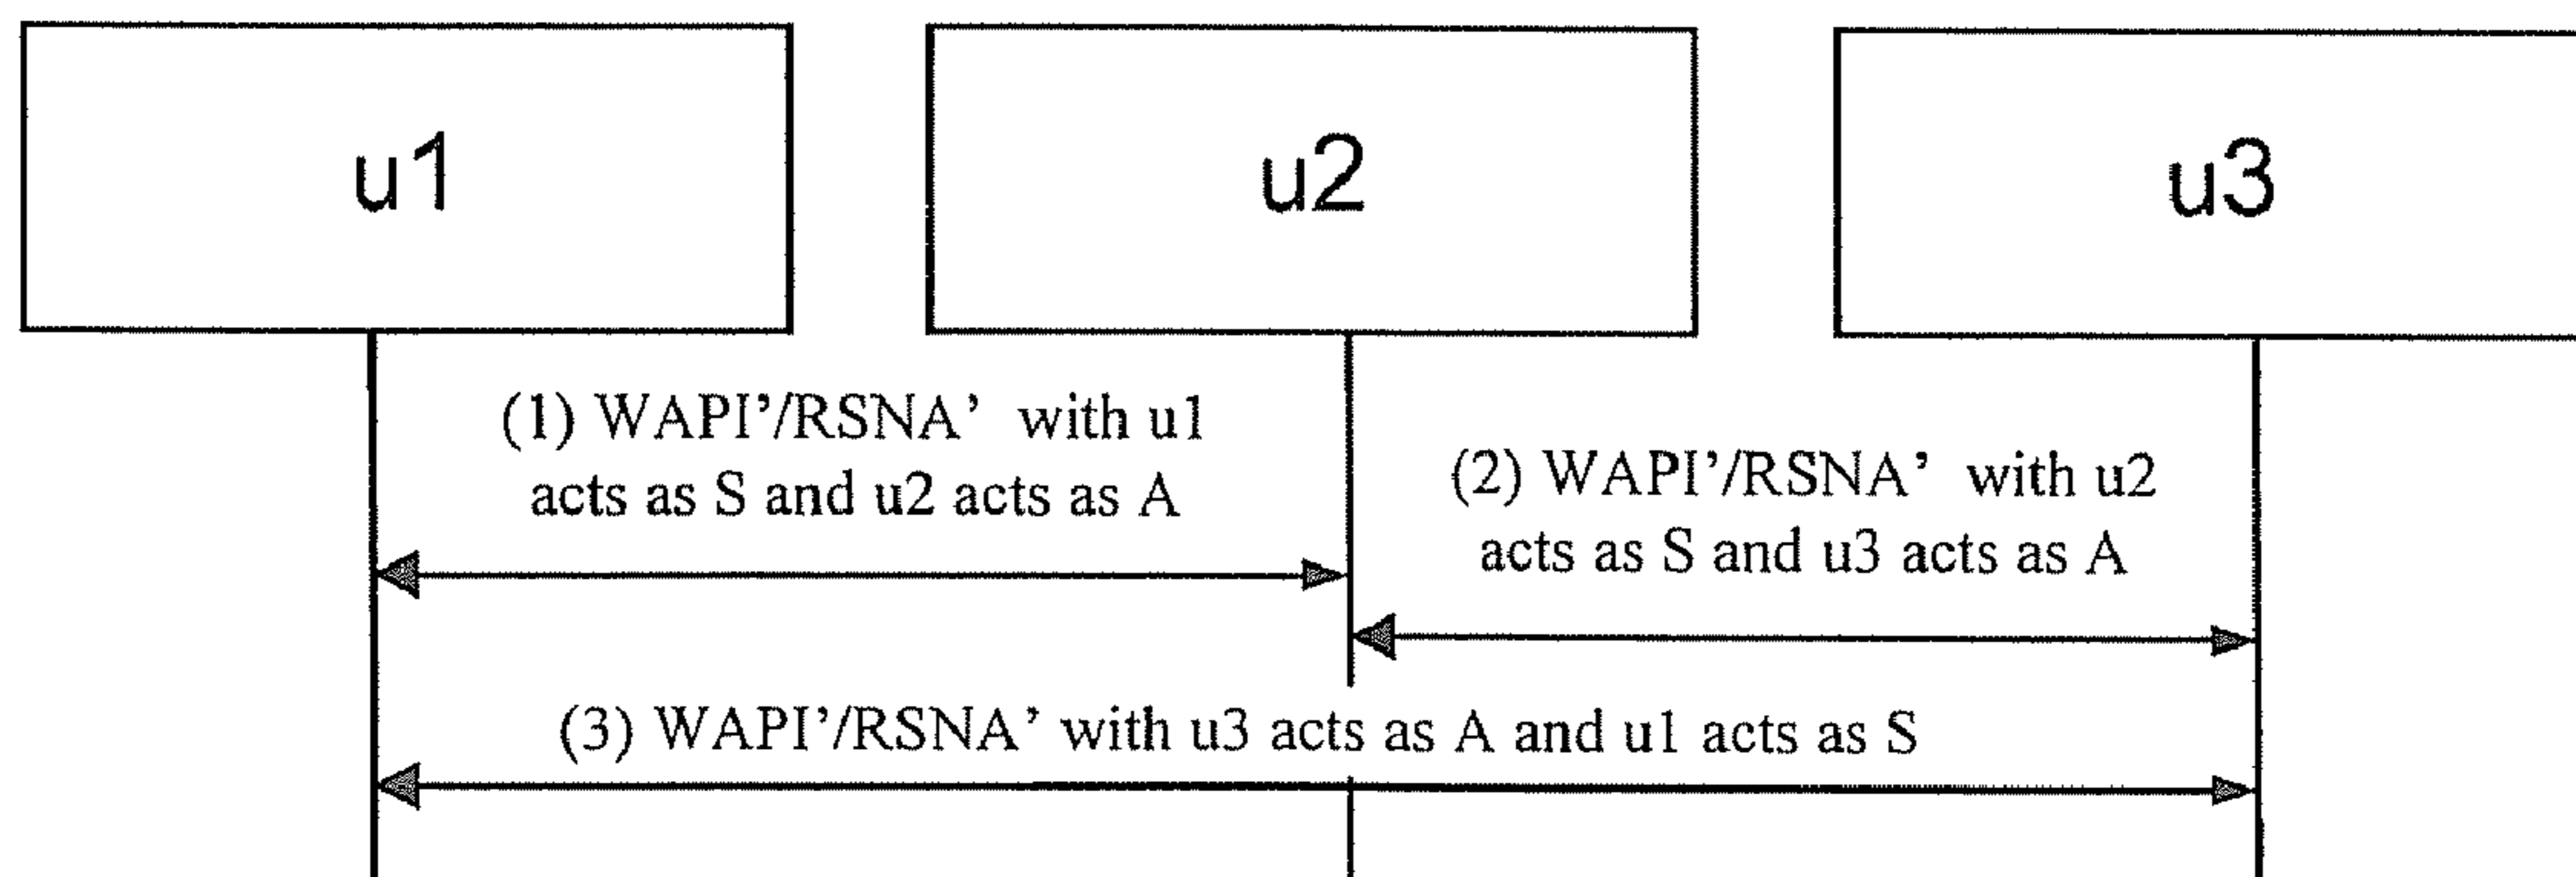 u1
u2
u3
(1) WAPI’/RSNA’ with u1
acts as S and u2 acts as A
(2) WAPI’/RSNA’ with u2
acts as S and u3 acts as A
(3) WAPI’/RSNA’ with u3 acts as A and u1 acts as S